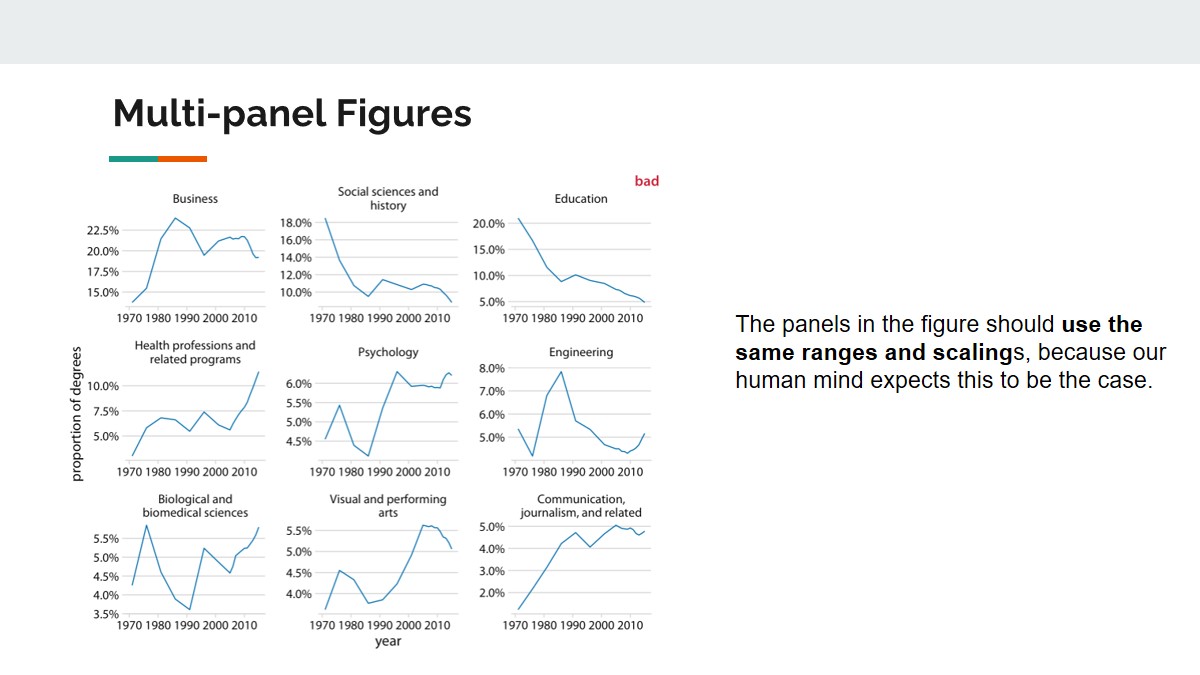 Multi-panel Figures
bad
Business
22.5%
20.0%
17.5%
15.0%
1970 1980 1990 2000 2010
Social sciences and
history
18.0%
16.0%
14.0%
12.0%
10.0%
1970 1980 1990 2000 2010
Education
20.0%
15.0%
10.0%
5.0%
1970 1980 1990 2000 2010
proportion of degrees
Health professions and
related programs
10.0%
7.5%
5.0%
1970 1980 1990 2000 2010
Psychology
6.0%
5.5%
5.0%
4.5%
1970 1980 1990 2000 2010
Engineering
8.0%
7.0%
6.0%
5.0%
1970 1980 1990 2000 2010
Biological and
biomedical sciences
5.5%
5.0%
4.5%
4.0%
3.5%
1970 1980 1990 2000 2010
Visual and performing
arts
5.5%
5.0%
4.5%
4.0%
1970 1980 1990 2000 2010
Communication,
journalism, and related
5.0%
4.0%
3.0%
2.0%
1970 1980 1990 2000 2010
year
The panels in the figure should use the
same ranges and scalings, because our
human mind expects this to be the case.